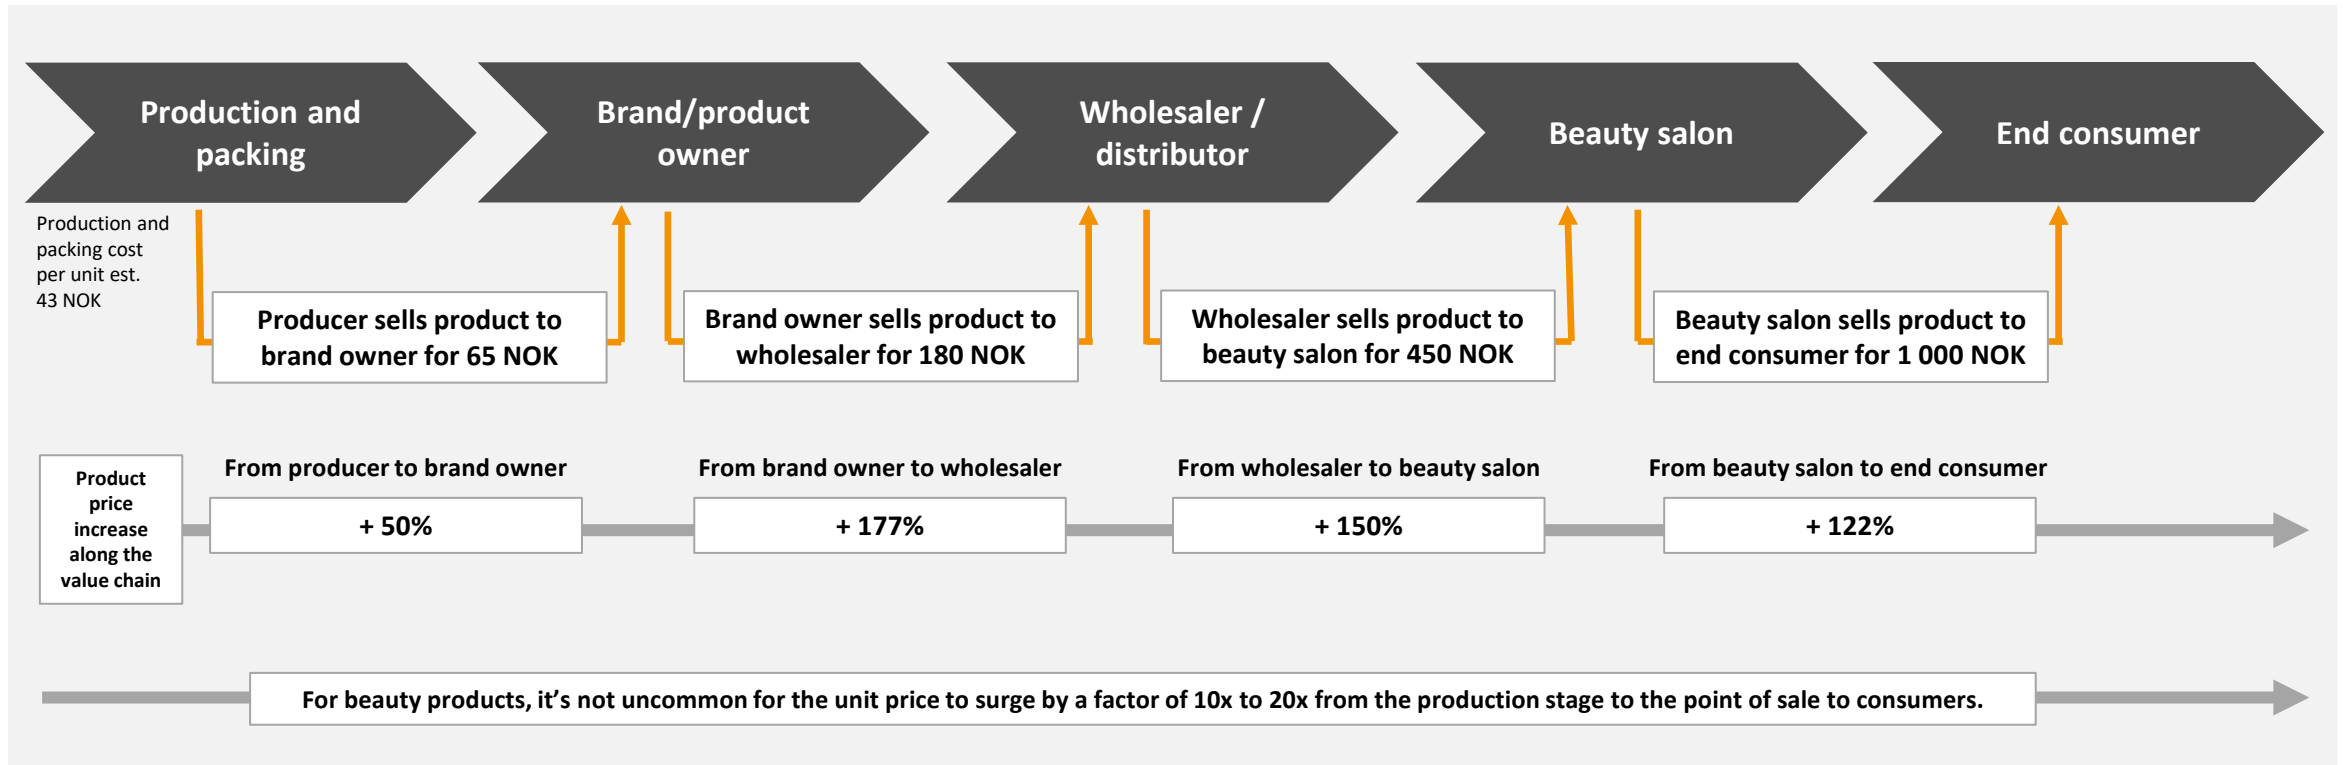 Production and
packing
Brand/product
owner
Wholesaler /
distributor
Beauty salon
End consumer
Production and
packing cost
per unit est.
43 NOK
Producer sells product to
brand owner for 65 NOK
Brand owner sells product to
wholesaler for 180 NOK
Wholesaler sells product to
beauty salon for 450 NOK
Beauty salon sells product to
end consumer for 1 000 NOK
Product
price
increase
along the
value chain
From producer to brand owner
+ 50%
From brand owner to wholesaler
+ 177%
From wholesaler to beauty salon
+ 150%
From beauty salon to end consumer
+ 122%
For beauty products, it’s not uncommon for the unit price to surge by a factor of 10x to 20x from the production stage to the point of sale to consumers.